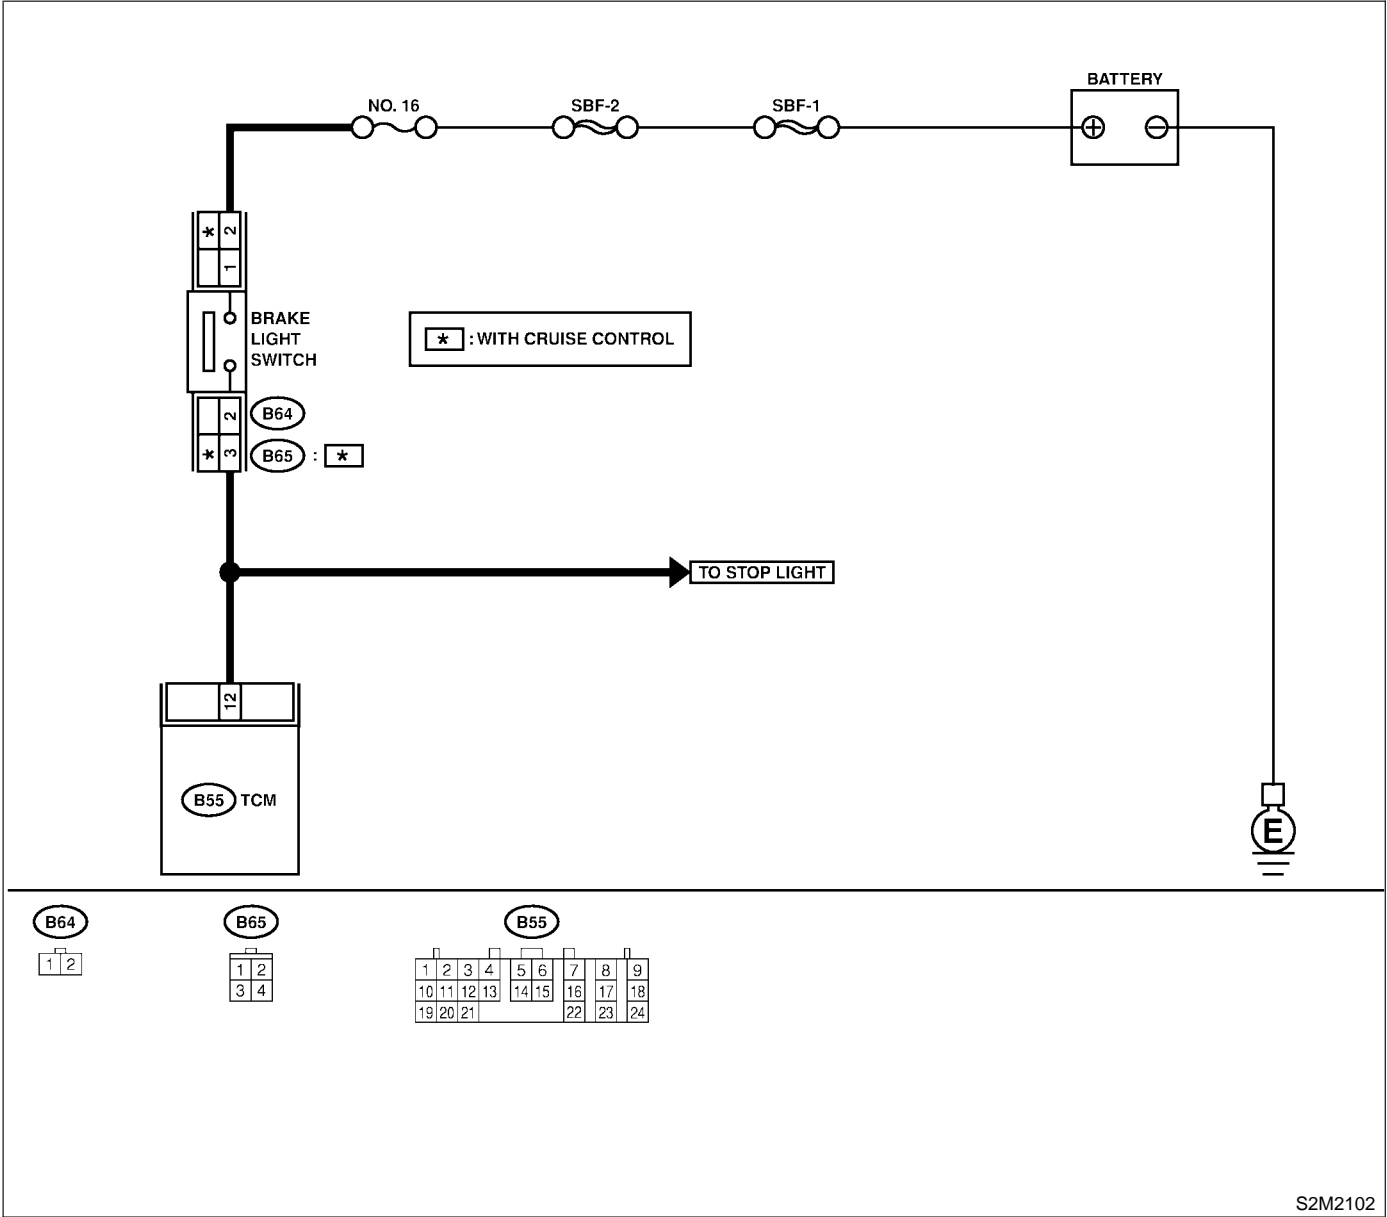 BATTERY
NO. 16
SBF-2
SBF-1
+
−
* 2
1
BRAKE
LIGHT
SWITCH
* : WITH CRUISE CONTROL
2 B64
* 3 B65 : *
TO STOP LIGHT
12
B55 TCM
E
B64
B65
B55
1 2
1 2
3 4
1 2 3 4 5 6 7 8 9
10 11 12 13 14 15 16 17 18
19 20 21 22 23 24
S2M2102